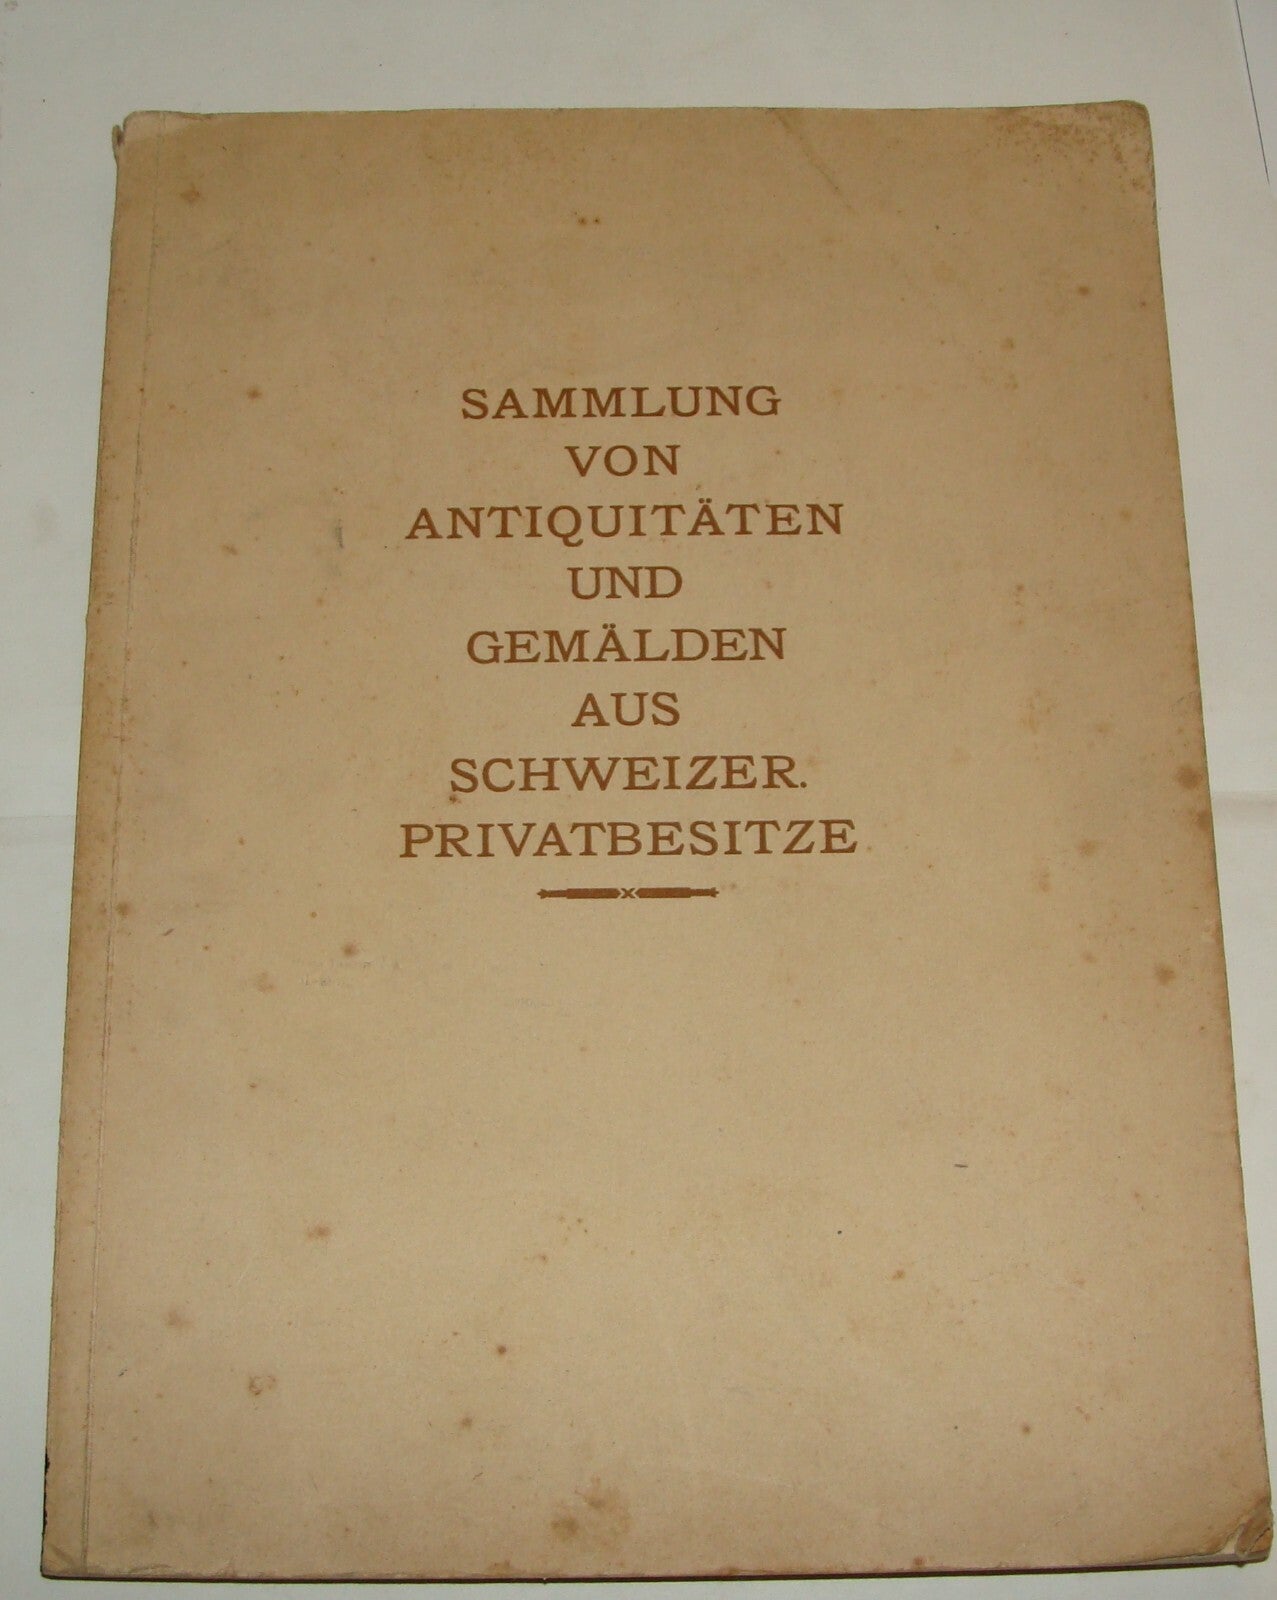 SAMMLUNG
VON
ANTIQUITÄTEN
UND
GEMÄLDEN
AUS
SCHWEIZER.
PRIVATBESITZE